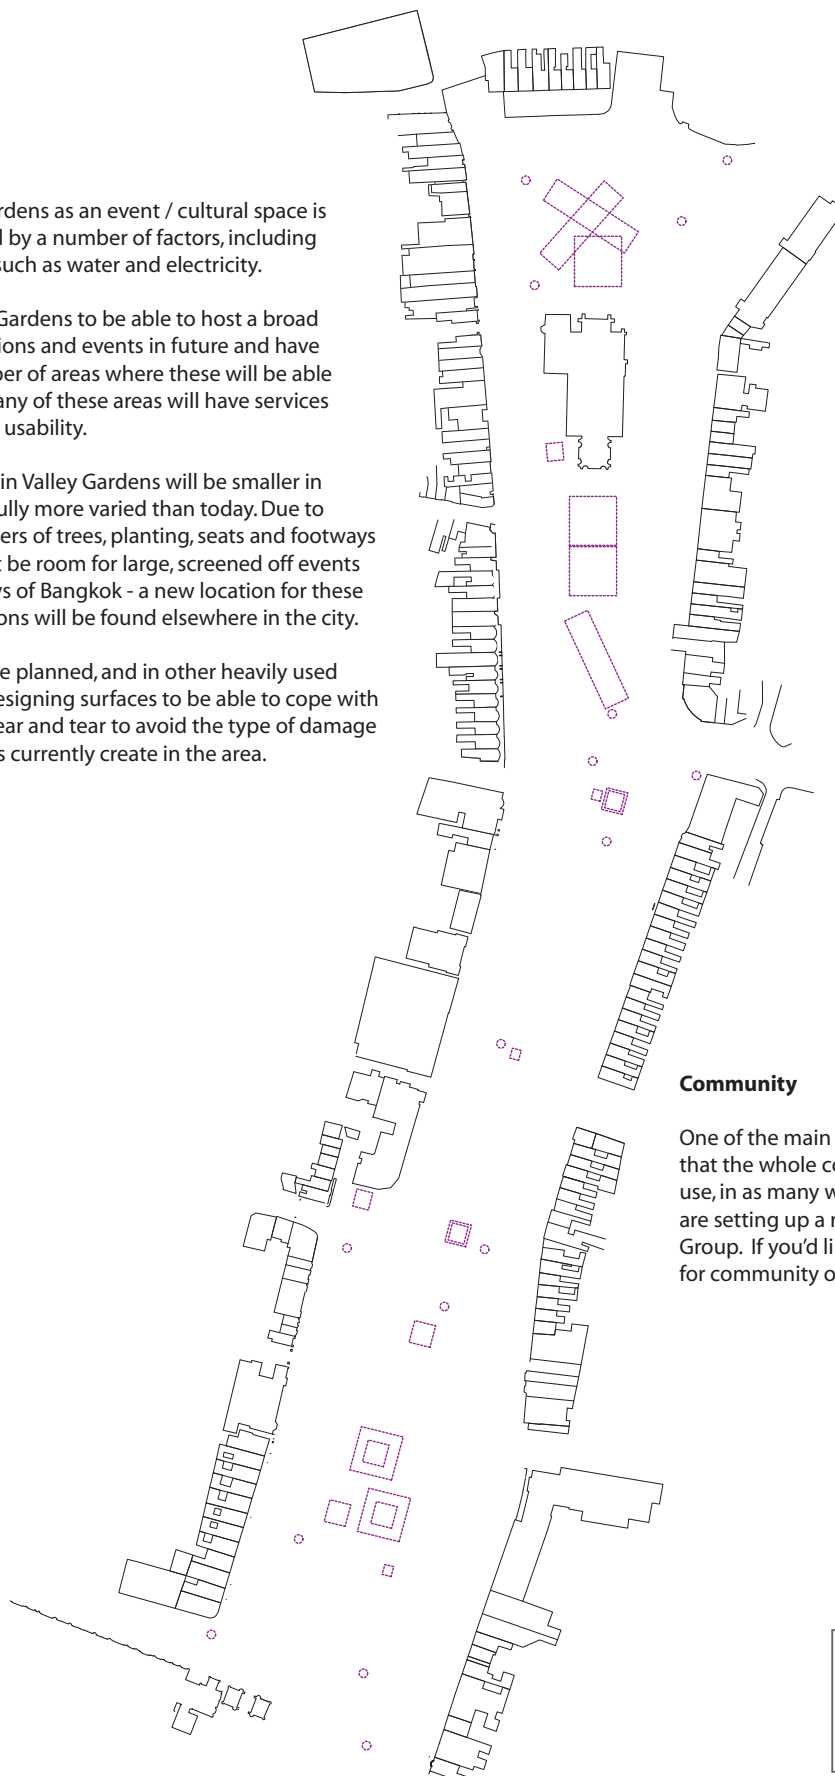 rdens as an event / cultural space is
by a number of factors, including
such as water and electricity.
Gardens to be able to host a broad
ions and events in future and have
er of areas where these will be able
any of these areas will have services
usability.
in Valley Gardens will be smaller in
ully more varied than today. Due to
ers of trees, planting, seats and footways
t be room for large, screened off events
ys of Bangkok - a new location for these
ons will be found elsewhere in the city.
e planned, and in other heavily used
esigning surfaces to be able to cope with
ear and tear to avoid the type of damage
s currently create in the area.
Community
One of the main
that the whole co
use, in as many w
are setting up a
Group. If you'd li
for community o